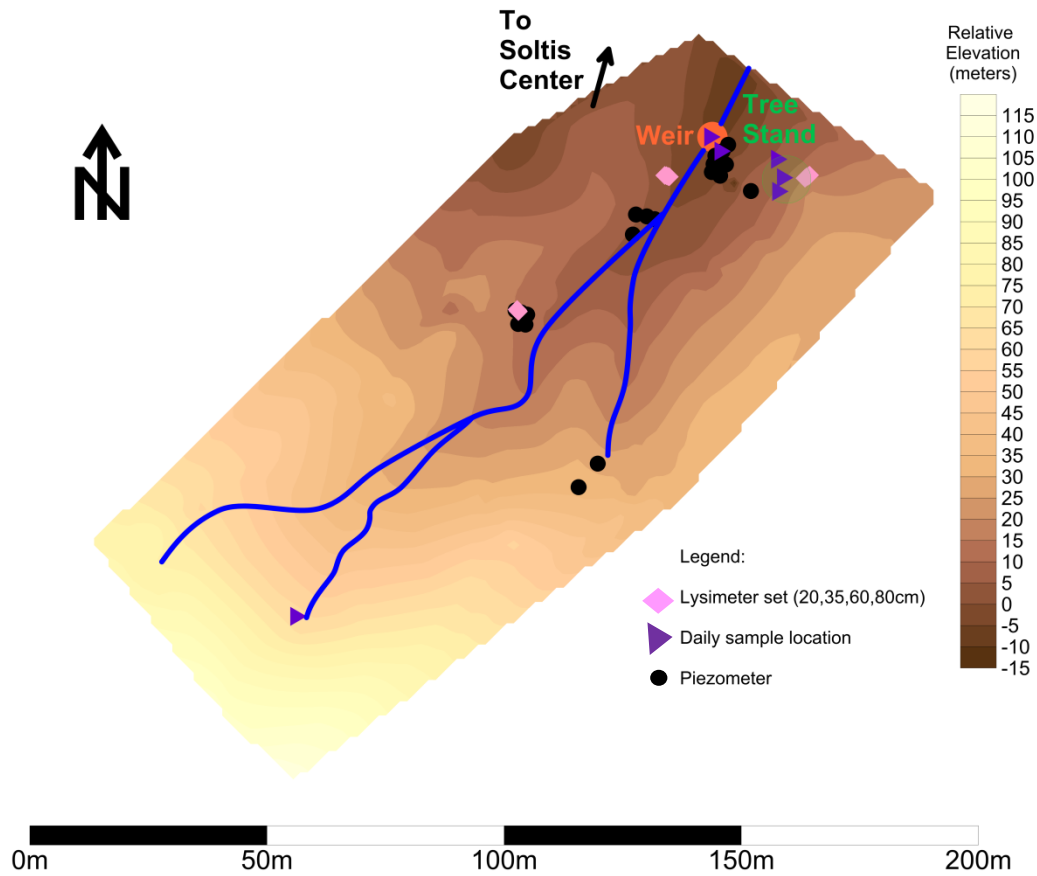 To
Soltis
Center
N
Weir
Tree
Stand
Relative
Elevation
(meters)
115
110
105
100
95
90
85
80
75
70
65
60
55
50
45
40
35
30
25
20
15
10
5
0
-5
-10
-15
Legend:
Lysimeter set (20,35,60,80cm)
Daily sample location
Piezometer
0m
50m
100m
150m
200m